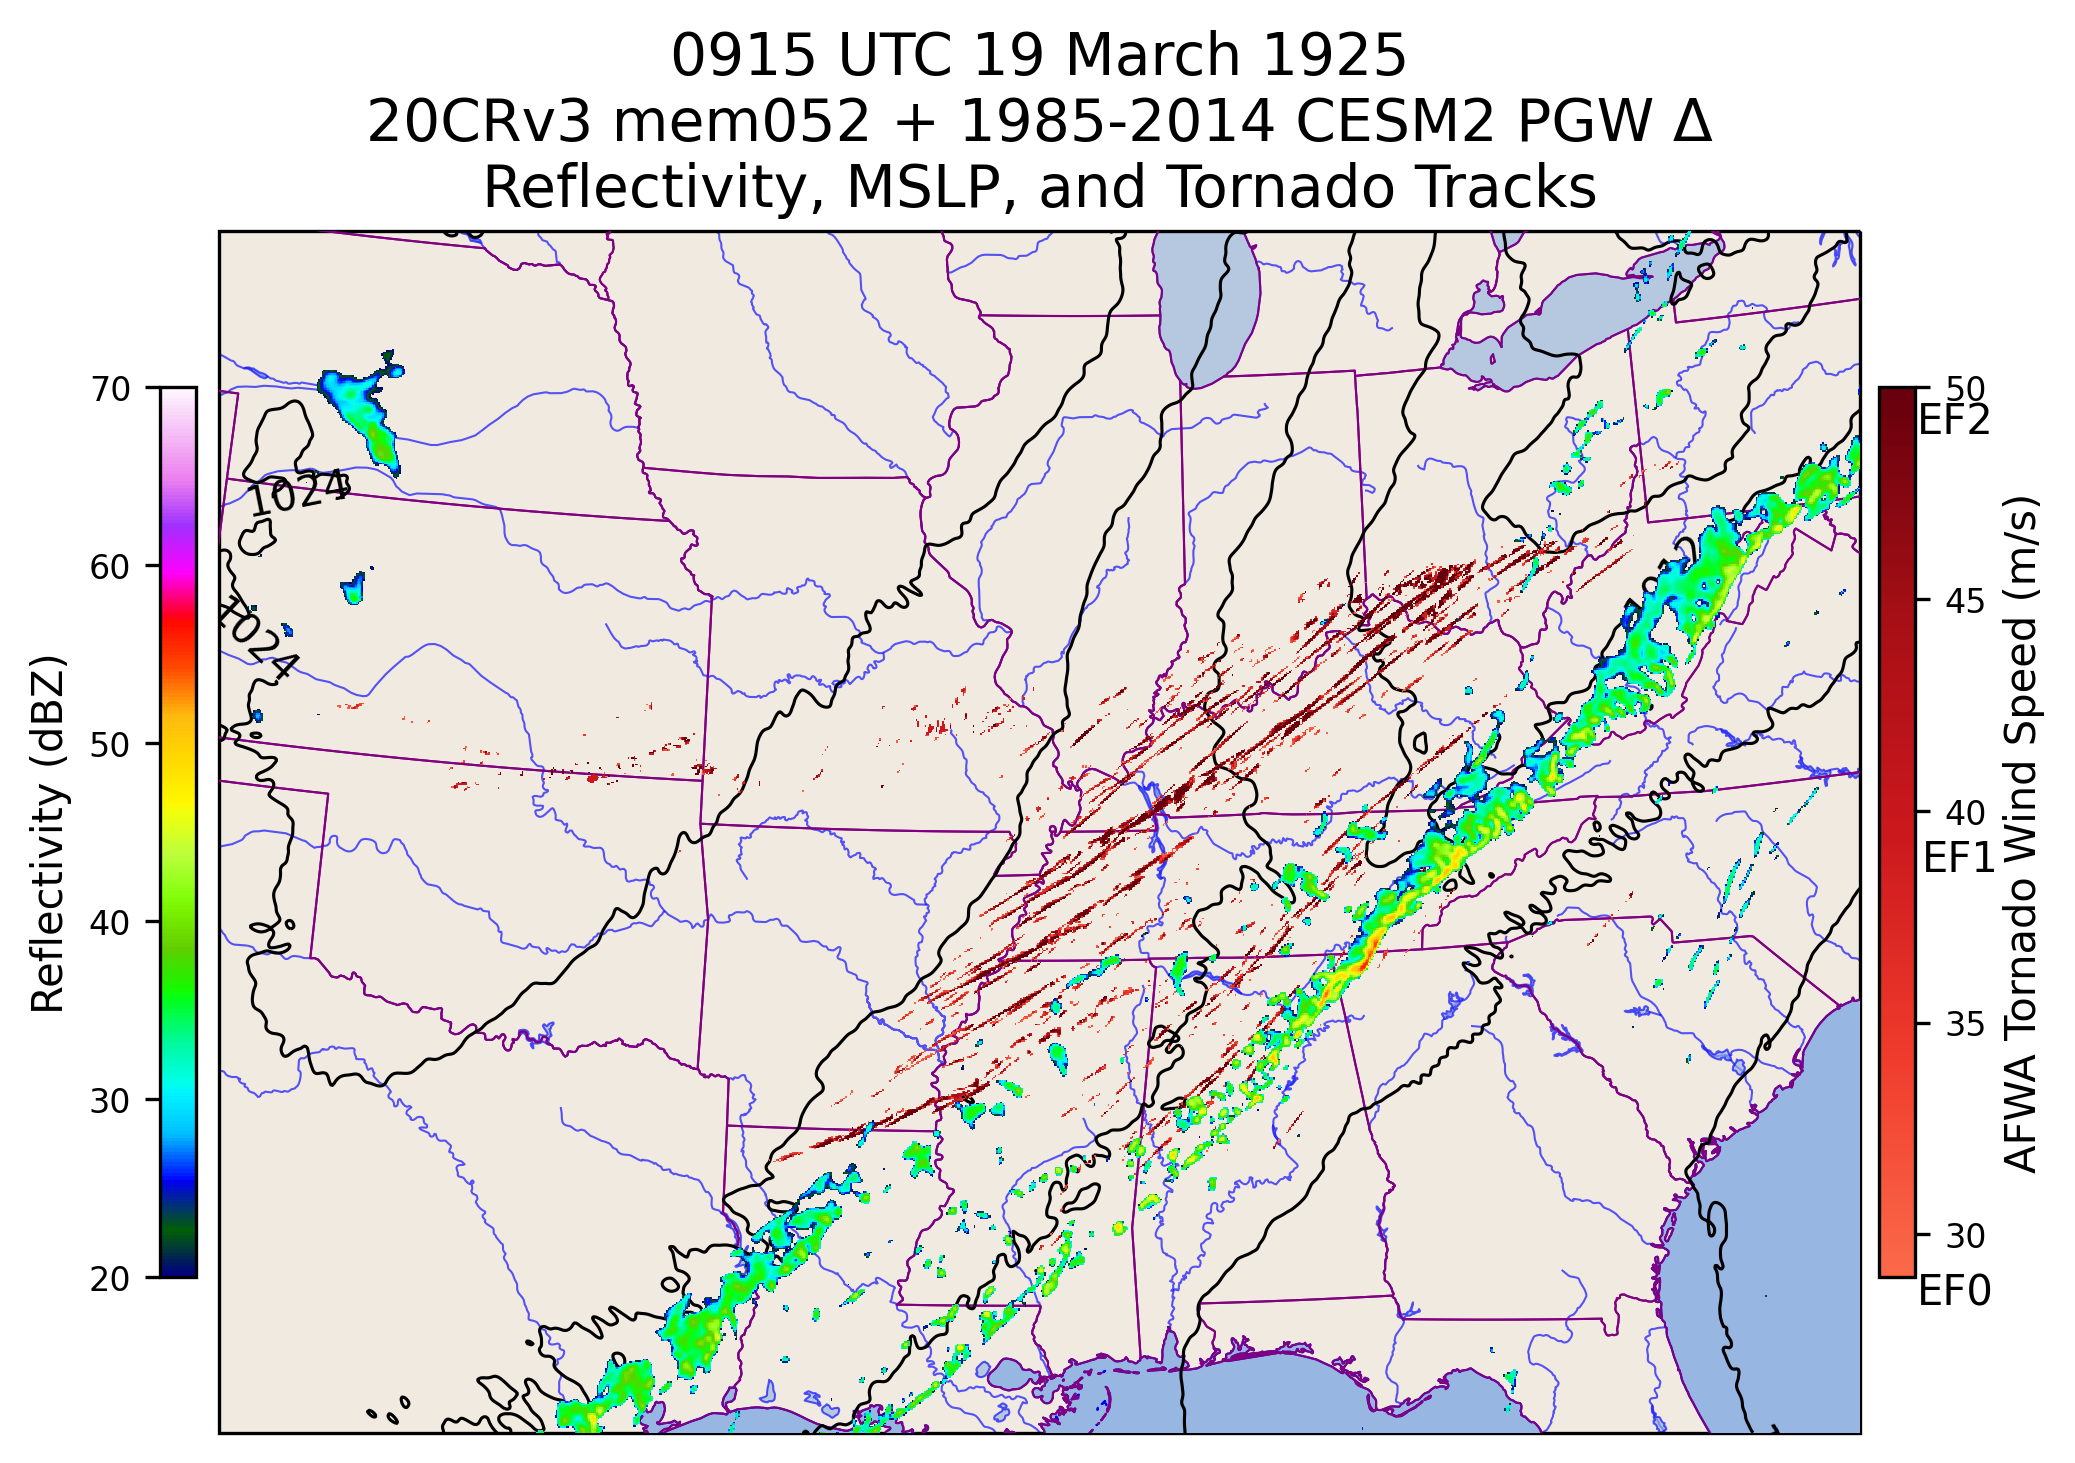 0915 UTC 19 March 1925
20CRv3 mem052 + 1985-2014 CESM2 PGW Δ
Reflectivity, MSLP, and Tornado Tracks
Reflectivity (dBZ)
70
60
50
40
30
20
1024
1024
AFWA Tornado Wind Speed (m/s)
50
EF2
45
40
EF1
35
30
EF0